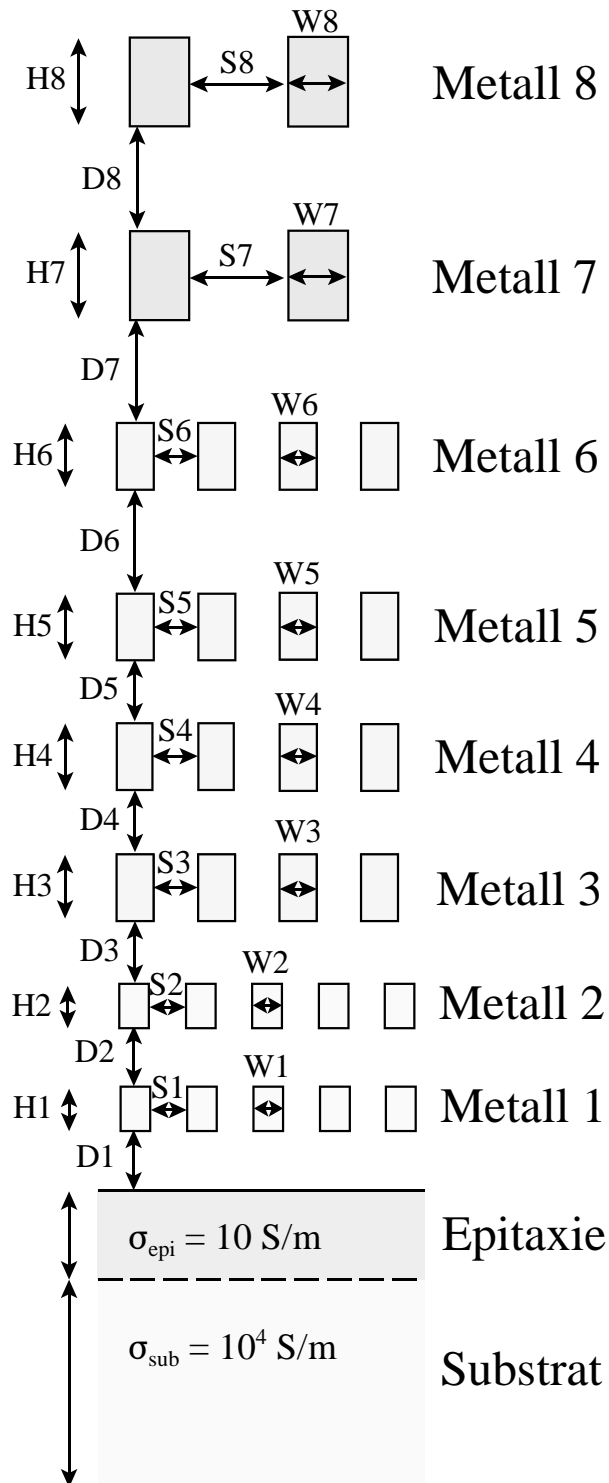 W8
H8
S8
Metall 8
D8
W7
H7
S7
Metall 7
D7
W6
H6
S6
Metall 6
D6
W5
H5
S5
Metall 5
D5
W4
H4
S4
Metall 4
D4
W3
H3
S3
Metall 3
D3
W2
H2
S2
Metall 2
D2
W1
H1
S1
Metall 1
D1
σepi = 10 S/m
Epitaxie
σsub = 10⁴ S/m
Substrat